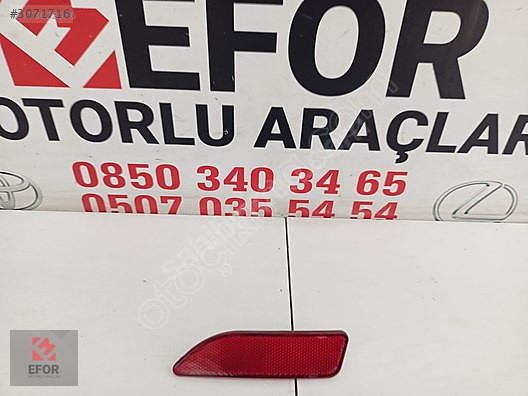 #3071716
EFOR
OTORLU ARAÇLAR
0850 340 34 65
0507 035 54 54
EFOR